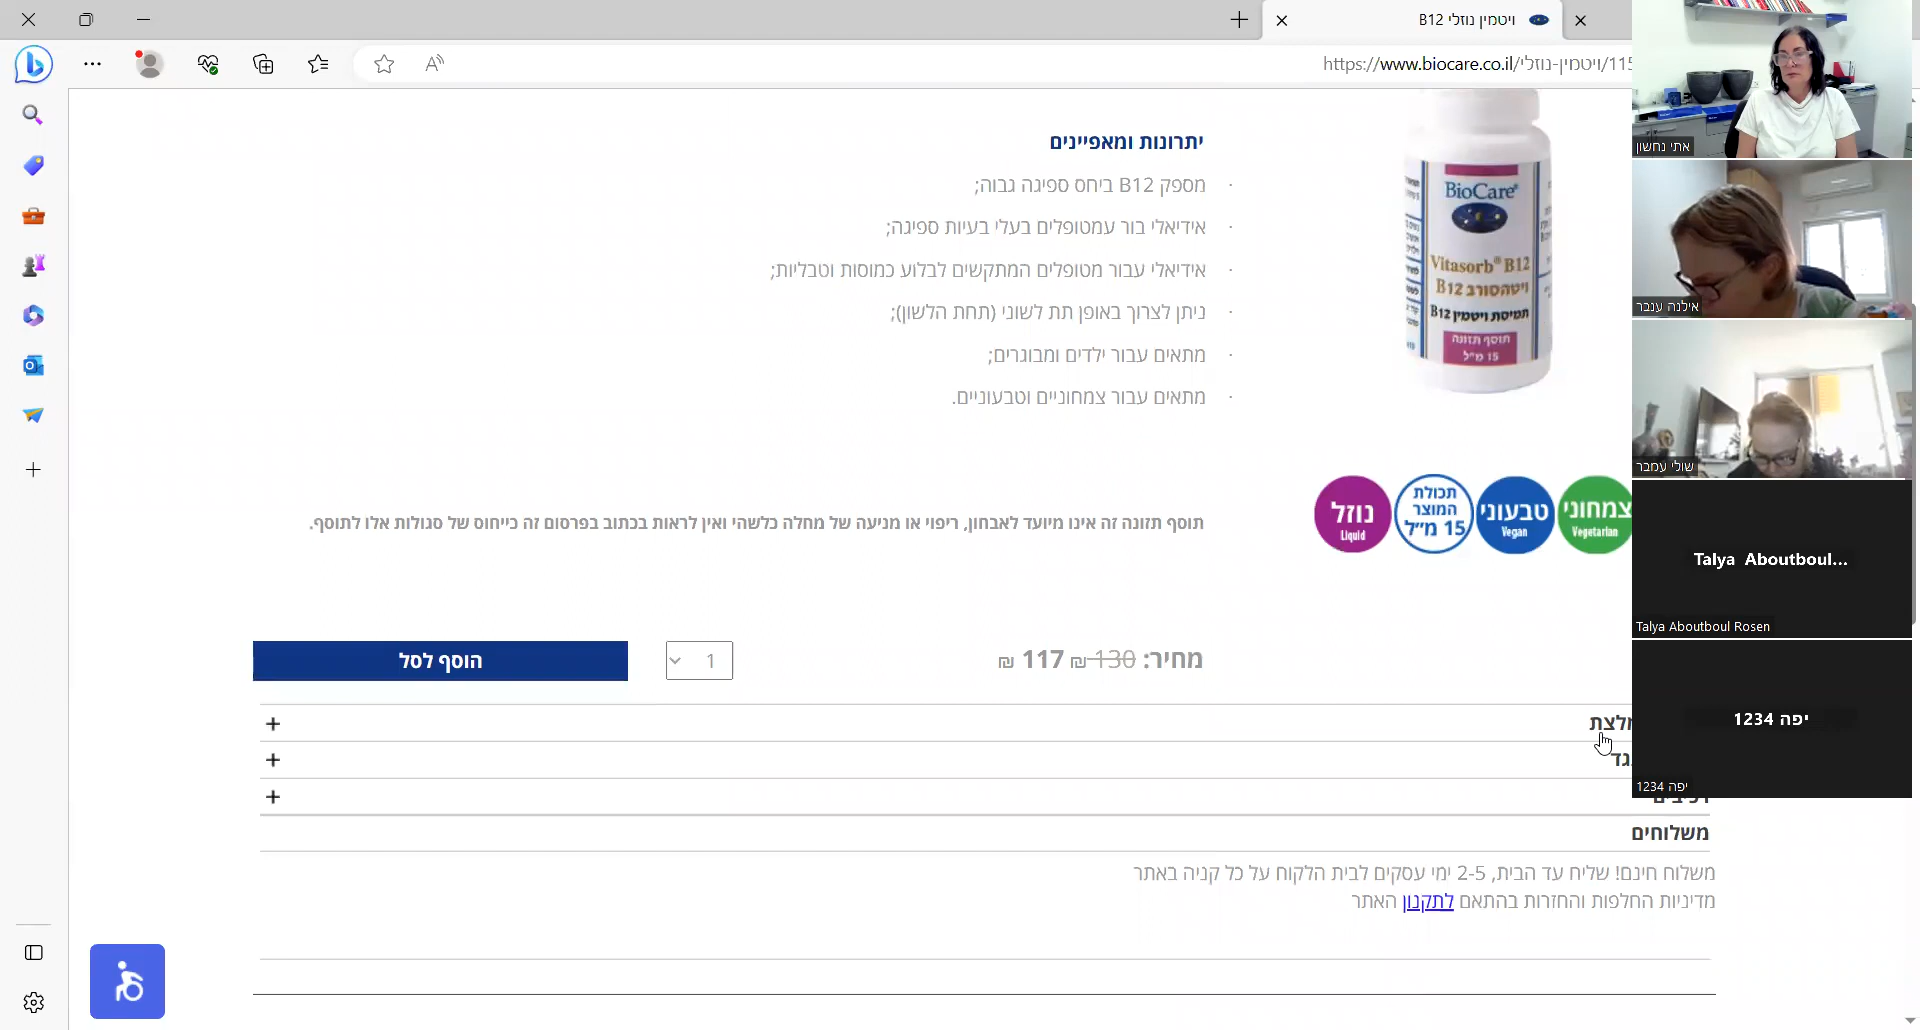 ויטמין נוזלי B12
https://www.biocare.co.il/115/ויטמין-נוזלי
יתרונות ומאפיינים
· מספק B12 ביחס ספיגה גבוה;
· אידיאלי בור עמטופלים בעלי בעיות ספיגה;
· אידיאלי עבור מטופלים המתקשים לבלוע כמוסות וטבליות;
· ניתן לצרוך באופן תת לשוני (תחת הלשון);
· מתאים עבור ילדים ומבוגרים;
· מתאים עבור צמחוניים וטבעוניים.
BioCare®
Vitasorb® B12
ויטהסורב B12
תמיסת ויטמין B12
תוסף תזונה
15 מ"ל
צמחוני
Vegetarian
טבעוני
Vegan
תכולת
המוצר
15 מ"ל
נוזל
Liquid
תוסף תזונה זה אינו מיועד לאבחון, ריפוי או מניעה של מחלה כלשהי ואין לראות בכתוב בפרסום זה כייחוס של סגולות אלו לתוסף.
מחיר: 130 ₪ 117 ₪
1
הוסף לסל
מלצת
גד
משלוחים
משלוח חינם! שליח עד הבית, 2-5 ימי עסקים לבית הלקוח על כל קניה באתר
מדיניות החלפות והחזרות בהתאם לתקנון האתר
אתי נחשון
אילנה ענבר
שולי עמבר
Talya Aboutboul...
Talya Aboutboul Rosen
יפה 1234
יפה 1234